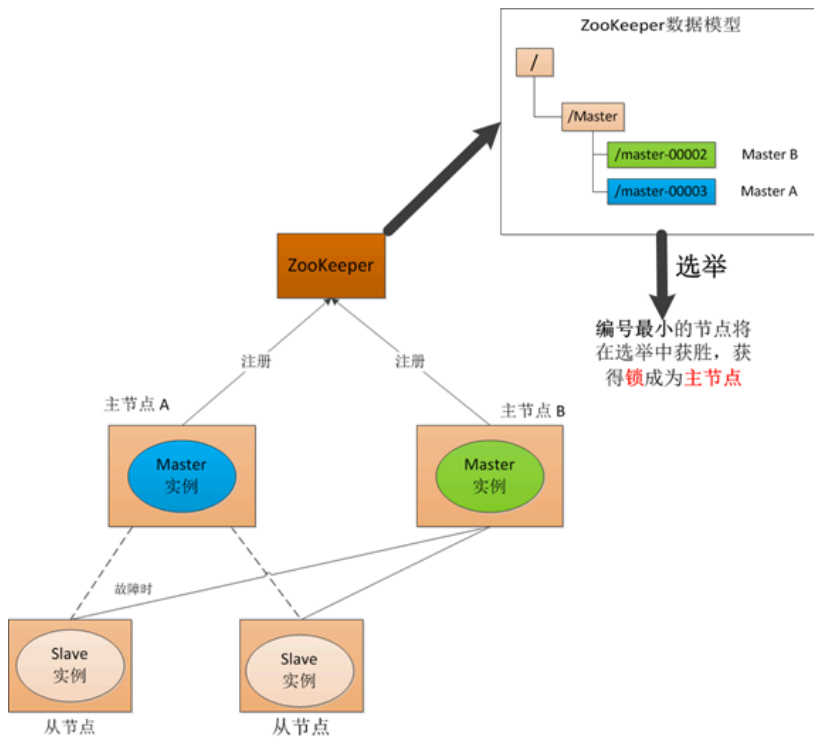 ZooKeeper数据模型
/
/Master
/master-00002
Master B
/master-00003
Master A
选举
编号最小的节点将
在选举中获胜，获
得锁成为主节点
ZooKeeper
注册
注册
主节点 A
主节点 B
Master
实例
Master
实例
故障时
Slave
实例
Slave
实例
从节点
从节点